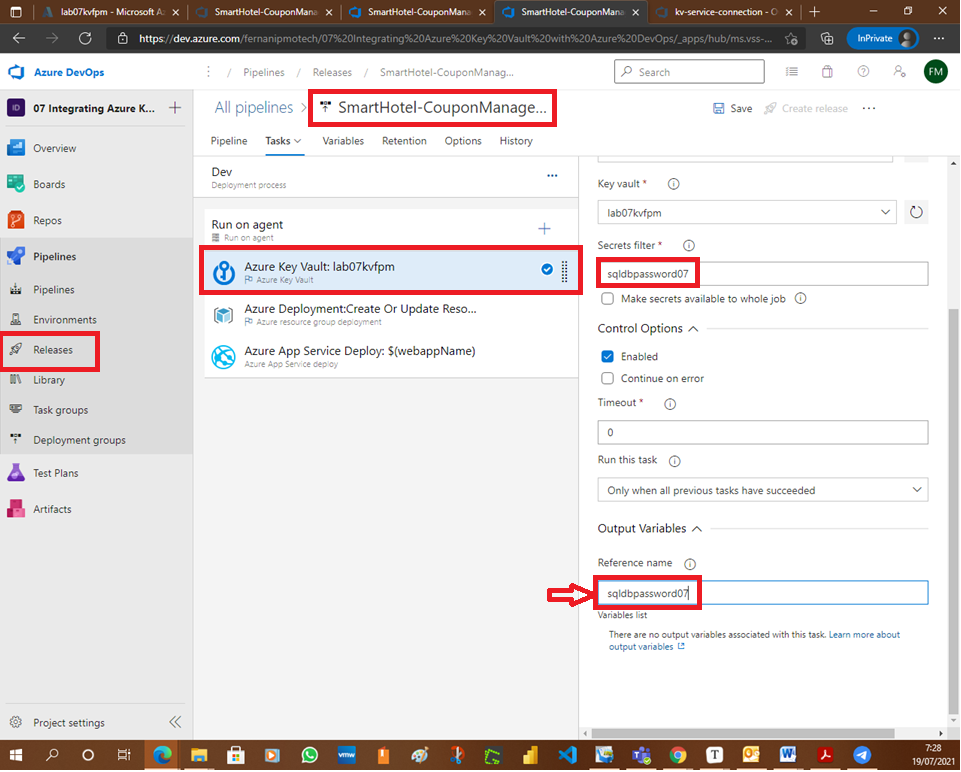 lab07kvfpm - Microsoft Az
SmartHotel-CouponMana
SmartHotel-CouponMana
SmartHotel-CouponMana
kv-service-connection - O
https://dev.azure.com/fernanipmotech/07%20Integrating%20Azure%20Key%20Vault%20with%20Azure%20DevOps/_apps/hub/ms.vss-...
InPrivate
Azure DevOps
/ Pipelines / Releases / SmartHotel-CouponManag...
Search
FM
ID
07 Integrating Azure K...
Overview
Boards
Repos
Pipelines
Pipelines
Environments
Releases
Library
Task groups
Deployment groups
Test Plans
Artifacts
Project settings
All pipelines > SmartHotel-CouponManage...
Save
Create release
Pipeline
Tasks
Variables
Retention
Options
History
Dev
Deployment process
Run on agent
Run on agent
Azure Key Vault: lab07kvfpm
Azure Key Vault
Azure Deployment:Create Or Update Reso...
Azure resource group deployment
Azure App Service Deploy: $(webappName)
Azure App Service deploy
Key vault *
lab07kvfpm
Secrets filter *
sqldbpassword07
Make secrets available to whole job
Control Options
Enabled
Continue on error
Timeout *
0
Run this task
Only when all previous tasks have succeeded
Output Variables
Reference name
sqldbpassword07
Variables list
There are no output variables associated with this task. Learn more about
output variables
vmw
T
7:28
19/07/2021